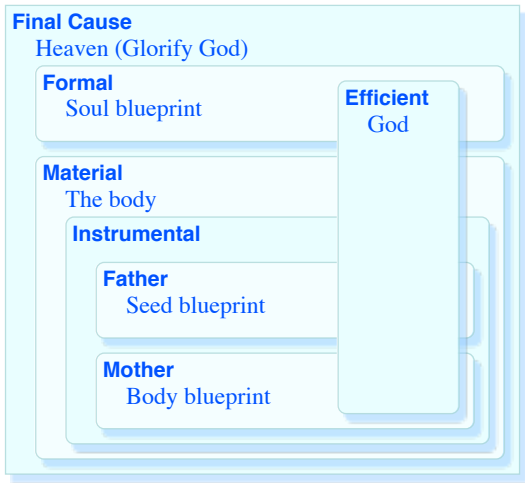 Final Cause
Heaven (Glorify God)
Formal
Soul blueprint
Efficient
God
Material
The body
Instrumental
Father
Seed blueprint
Mother
Body blueprint